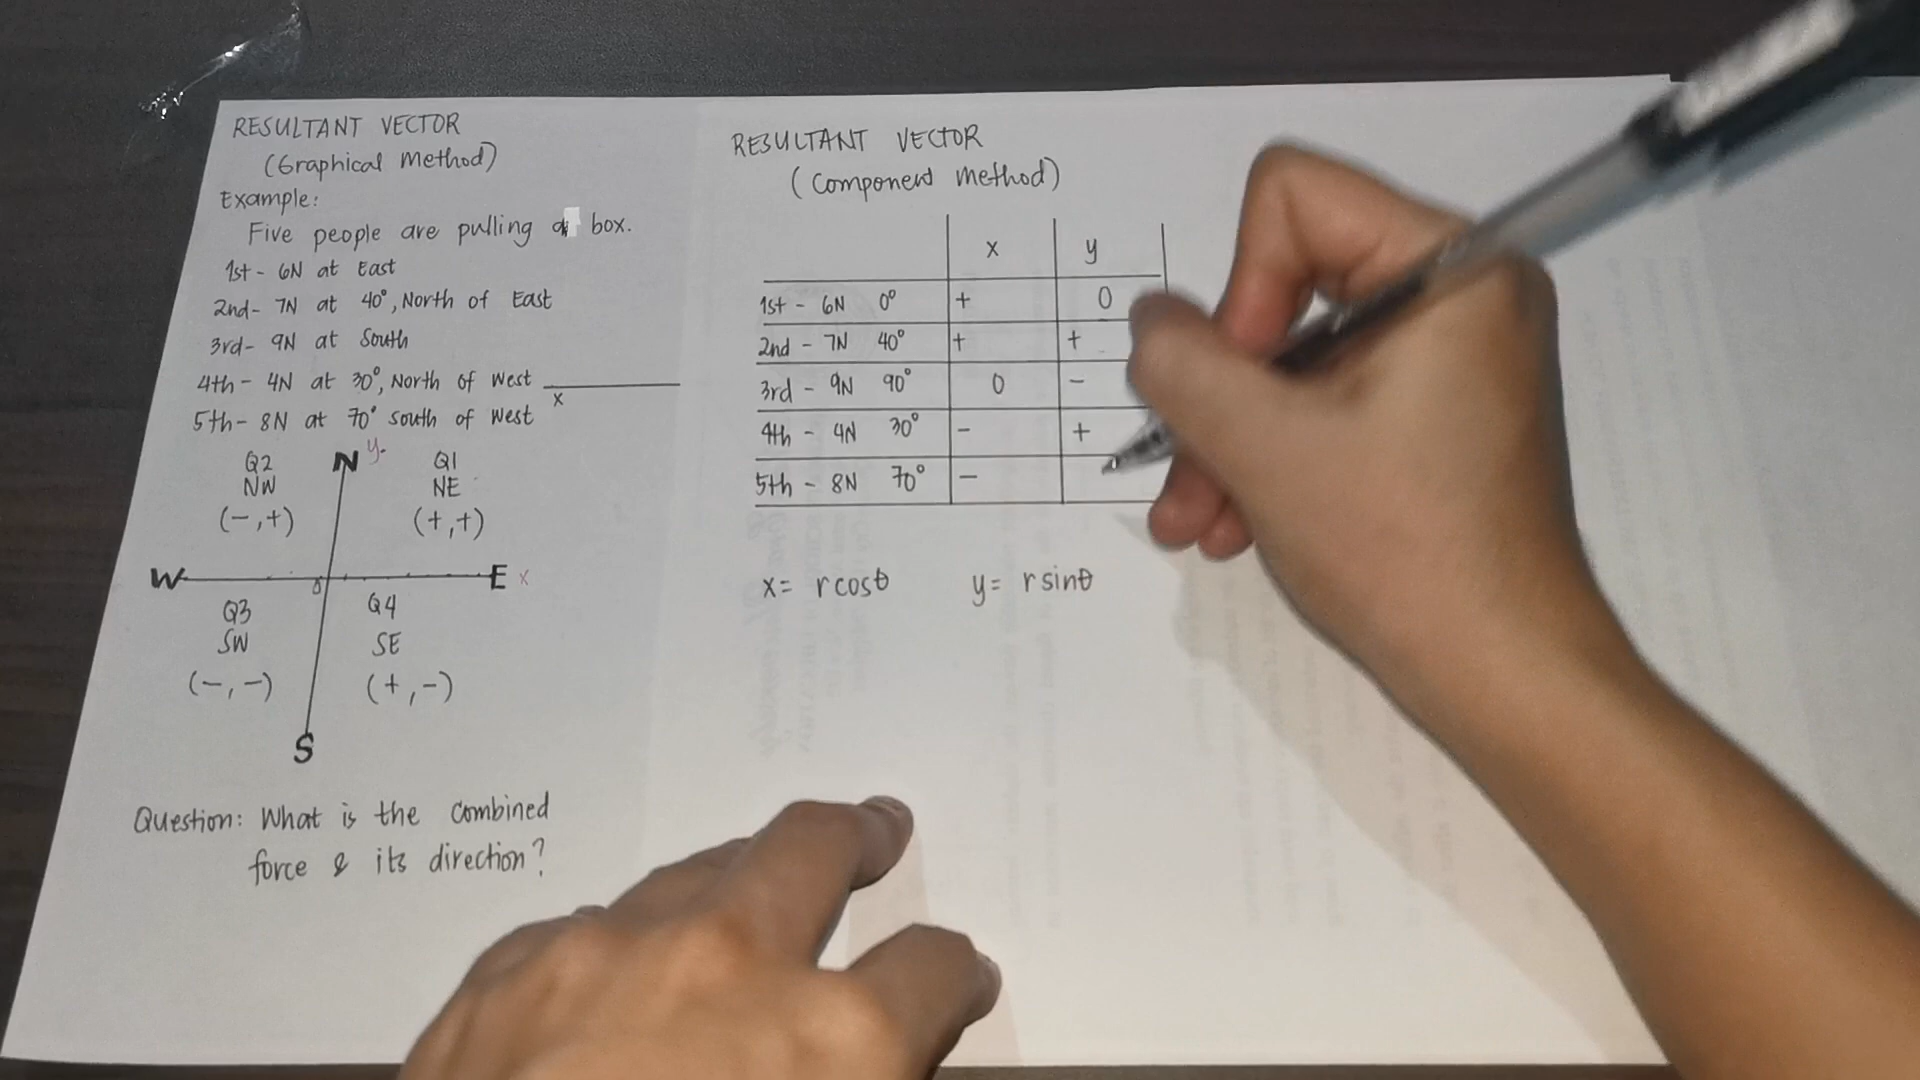 RESULTANT VECTOR
(Graphical Method)
Example:
Five people are pulling a box.
1st - 6N at East
2nd - 7N at 40°, North of East
3rd - 9N at South
4th - 4N at 30°, North of West
5th - 8N at 70° South of West
x
N y
Q2
NW
(-,+)
Q1
NE
(+,+)
W 0 E x
Q3
SW
(-,-)
Q4
SE
(+,-)
S
Question: What is the combined
force & its direction?
RESULTANT VECTOR
(Component Method)
x y
1st - 6N 0° + 0
2nd - 7N 40° + +
3rd - 9N 90° 0 -
4th - 4N 30° - +
5th - 8N 70° -
x = r cosθ y = r sinθ